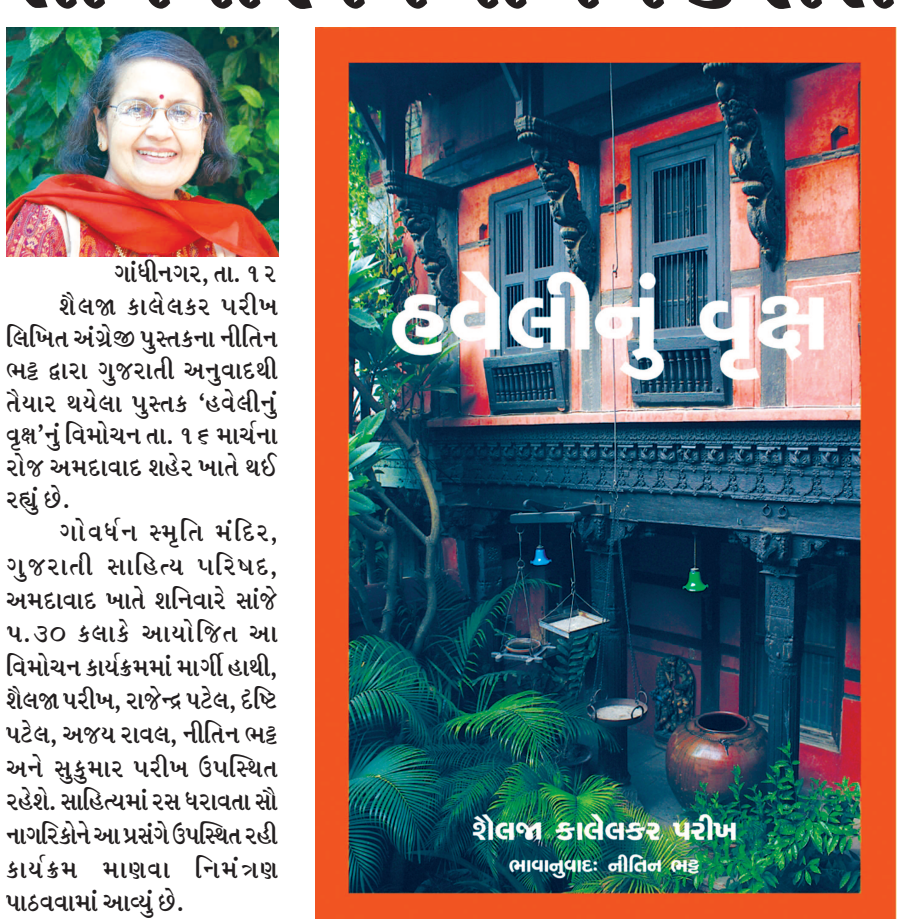 ગાંધીનગર, તા. ૧૨
શૈલજા કાલેલકર પરીખ
લિખિત અંગ્રેજી પુસ્તકના નીતિન
ભટ્ટ દ્વારા ગુજરાતી અનુવાદથી
તૈયાર થયેલા પુસ્તક ‘હવેલીનું
વૃક્ષ’નું વિમોચન તા. ૧૬ માર્ચના
રોજ અમદાવાદ શહેર ખાતે થઈ
રહ્યું છે.
ગોવર્ધન સ્મૃતિ મંદિર,
ગુજરાતી સાહિત્ય પરિષદ,
અમદાવાદ ખાતે શનિવારે સાંજે
૫.૩૦ કલાકે આયોજિત આ
વિમોચન કાર્યક્રમમાં માર્ગી હાથી,
શૈલજા પરીખ, રાજેન્દ્ર પટેલ, દૃષ્ટિ
પટેલ, અજય રાવલ, નીતિન ભટ્ટ
અને સુકુમાર પરીખ ઉપસ્થિત
રહેશે. સાહિત્યમાં રસ ધરાવતા સૌ
નાગરિકોને આ પ્રસંગે ઉપસ્થિત રહી
કાર્યક્રમ માણવા નિમંત્રણ
પાઠવવામાં આવ્યું છે.
હવેલીનું વૃક્ષ
શૈલજા કાલેલકર પરીખ
ભાવાનુવાદઃ નીતિન ભટ્ટ